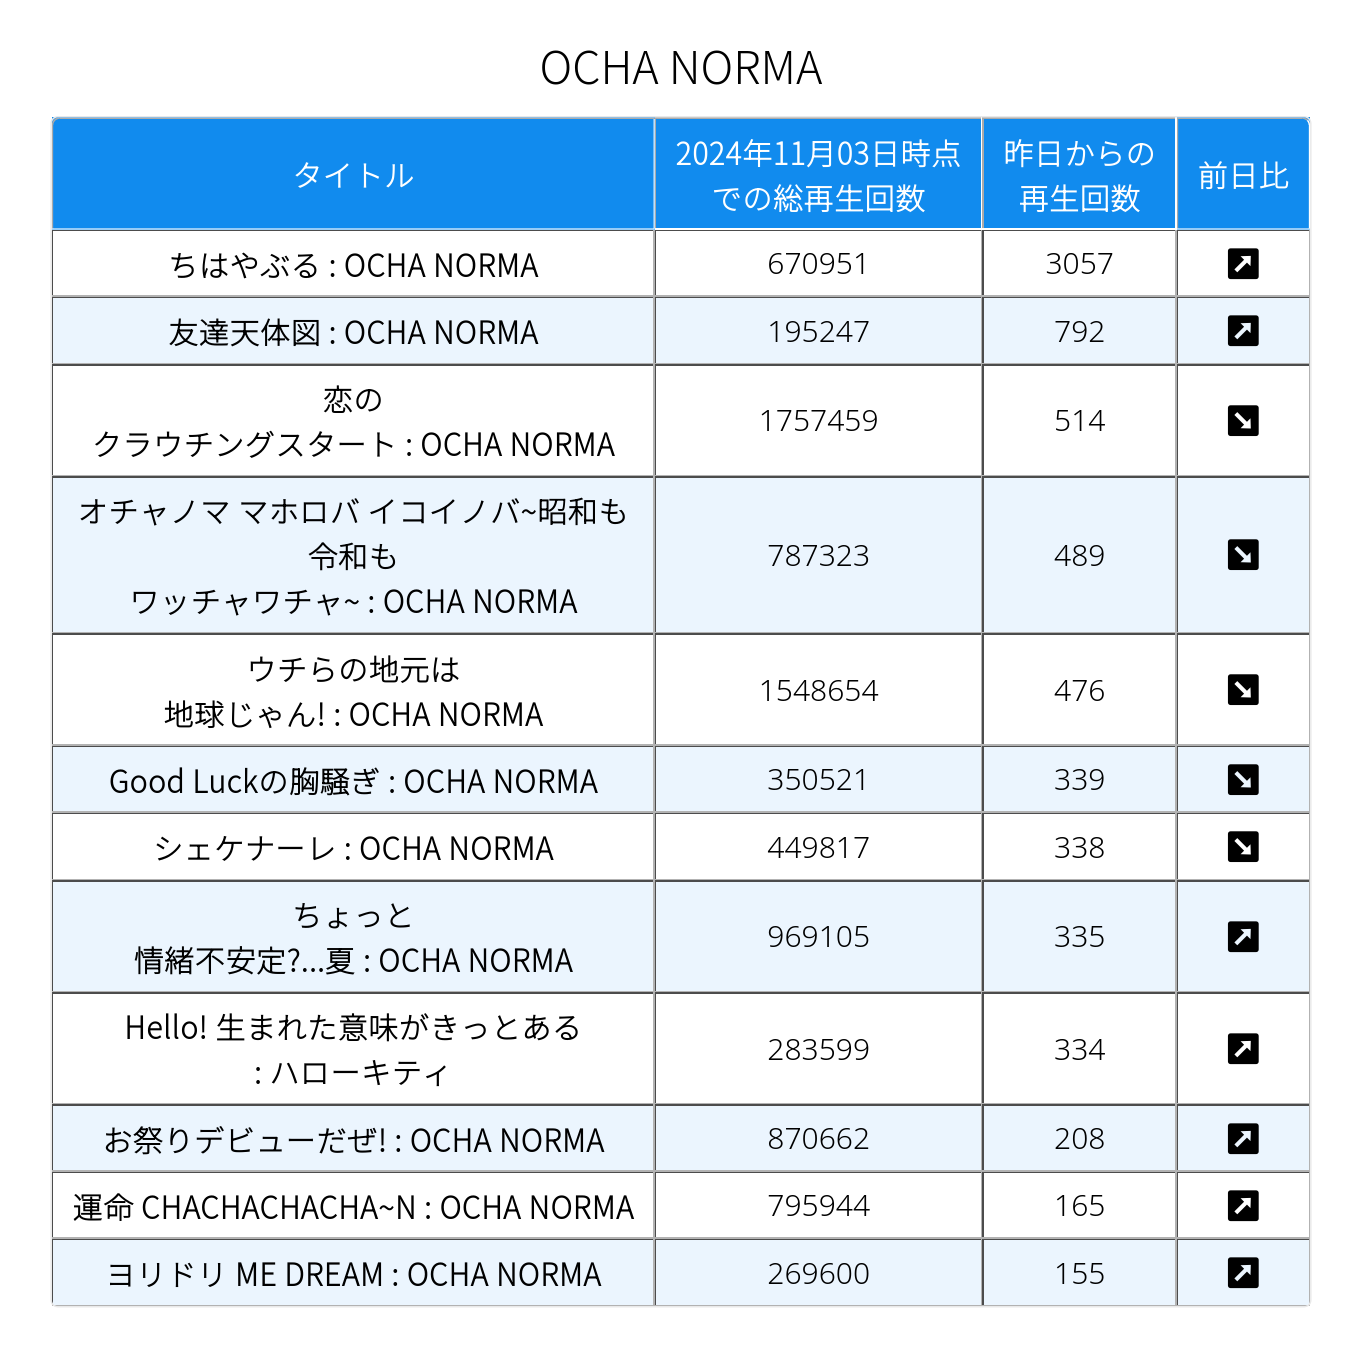 OCHA NORMA
タイトル
2024年11月03日時点
での総再生回数
昨日からの
再生回数
前日比
ちはやぶる : OCHA NORMA
670951
3057
友達天体図 : OCHA NORMA
195247
792
恋の
クラウチングスタート : OCHA NORMA
1757459
514
オチャノマ マホロバ イコイノバ~昭和も
令和も
ワッチャワチャ~ : OCHA NORMA
787323
489
ウチらの地元は
地球じゃん! : OCHA NORMA
1548654
476
Good Luckの胸騒ぎ : OCHA NORMA
350521
339
シェケナーレ : OCHA NORMA
449817
338
ちょっと
情緒不安定?...夏 : OCHA NORMA
969105
335
Hello! 生まれた意味がきっとある
: ハローキティ
283599
334
お祭りデビューだぜ! : OCHA NORMA
870662
208
運命 CHACHACHACHA~N : OCHA NORMA
795944
165
ヨリドリ ME DREAM : OCHA NORMA
269600
155